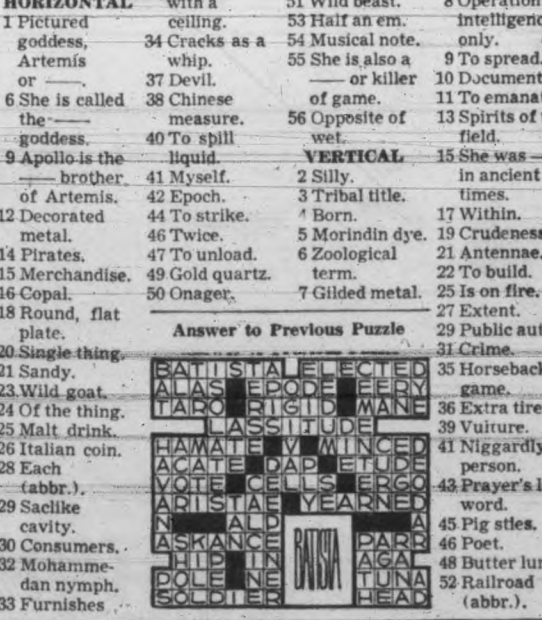 HORIZONTAL
1 Pictured
goddess,
Artemis
or —.
6 She is called
the —
goddess.
9 Apollo is the
— brother
of Artemis.
12 Decorated
metal.
14 Pirates.
15 Merchandise.
16 Copal.
18 Round, flat
plate.
20 Single thing.
21 Sandy.
23 Wild goat.
24 Of the thing.
25 Malt drink.
26 Italian coin.
28 Each
(abbr.).
29 Saclike
cavity.
30 Consumers.
32 Mohamme-
dan nymph.
33 Furnishes
with a
ceiling.
34 Cracks as a
whip.
37 Devil.
38 Chinese
measure.
40 To spill
liquid.
41 Myself.
42 Epoch.
44 To strike.
46 Twice.
47 To unload.
49 Gold quartz.
50 Onager.
51 Wild beast.
53 Half an em.
54 Musical note.
55 She is also a
— or killer
of game.
56 Opposite of
wet.
VERTICAL
2 Silly.
3 Tribal title.
4 Born.
5 Morindin dye.
6 Zoological
term.
7 Gilded metal.
8 Operation
intelligenc
only.
9 To spread.
10 Document
11 To emanat
13 Spirits of
field.
15 She was —
in ancient
times.
17 Within.
19 Crudeness
21 Antennae.
22 To build.
25 Is on fire.
27 Extent.
29 Public aut
31 Crime.
35 Horseback
game.
36 Extra tire
39 Vuiture.
41 Niggardly
person.
43 Prayer's l
word.
45 Pig sties.
46 Poet.
48 Butter lum
52 Railroad
(abbr.).
Answer to Previous Puzzle
BATISTA ELECTED
ALAS EPODE EERY
TARO RIGID MANE
LASSITUDE
HAMATE V MINCED
AGATE DAP ETUDE
VOTE CELLS ERGO
ARISTAE YEARNED
N ALP A
ASKANCE PARR
HIP IN AGA
POLE NE TUNA
SOLDIER HEAD
BATISTA